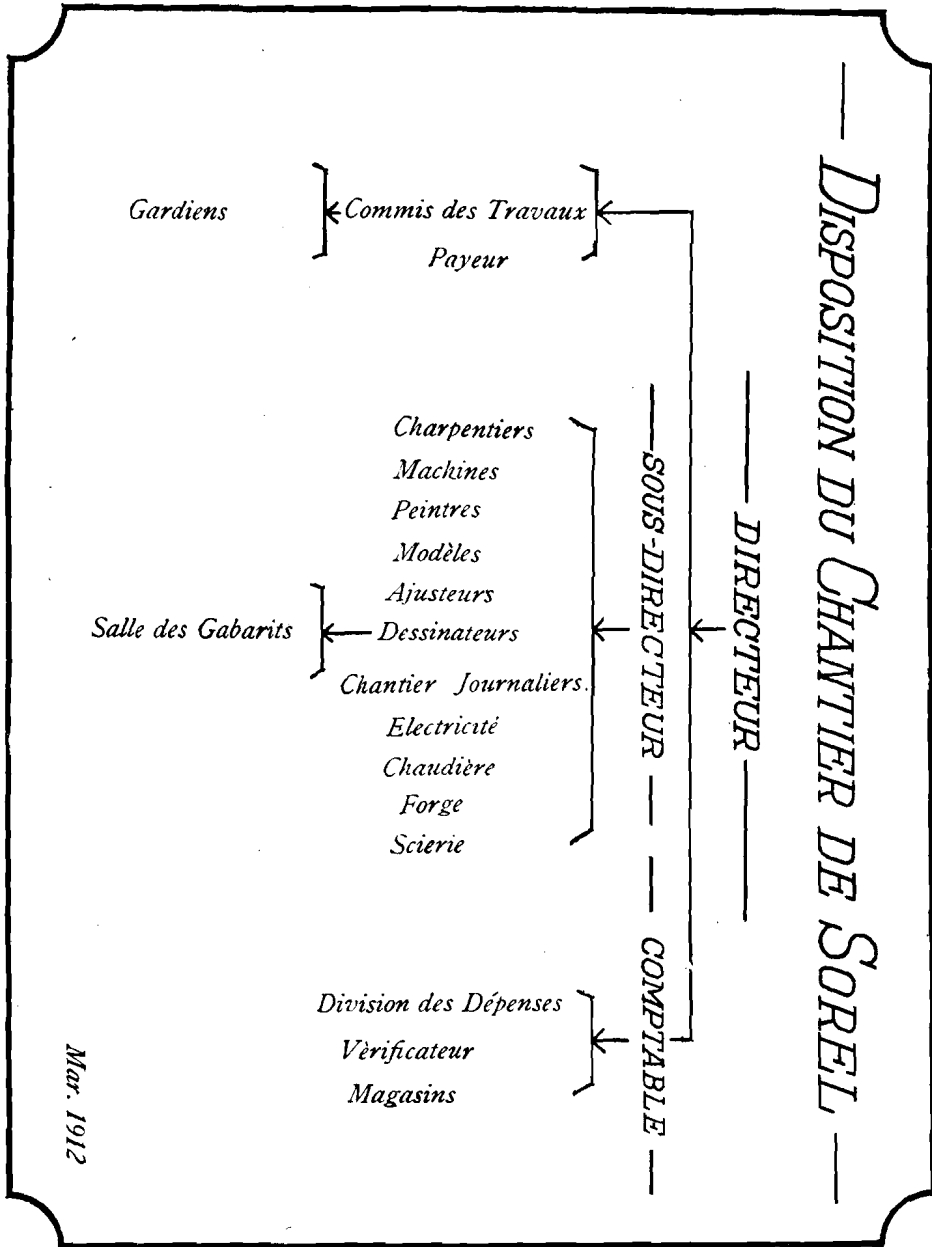 DISPOSITION DU CHANTIER DE SOREL
DIRECTEUR
SOUS-DIRECTEUR
COMPTABLE
Commis des Travaux
Payeur
Gardiens
Charpentiers
Machines
Peintres
Modèles
Ajusteurs
Dessinateurs
Salle des Gabarits
Chantier Journaliers.
Electricité
Chaudière
Forge
Scierie
Division des Dépenses
Vèrificateur
Magasins
Mar. 1912